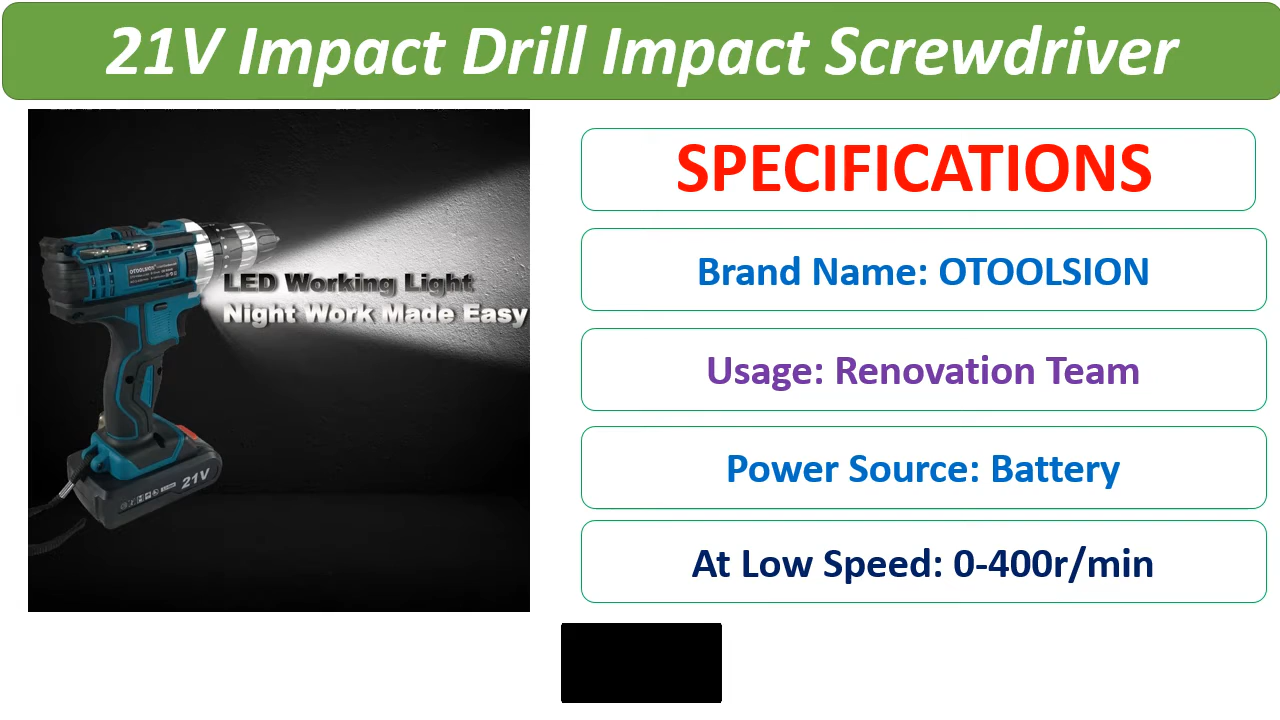 21V Impact Drill Impact Screwdriver
SPECIFICATIONS
Brand Name: OTOOLSION
Usage: Renovation Team
Power Source: Battery
At Low Speed: 0-400r/min
LED Working Light
Night Work Made Easy
21V